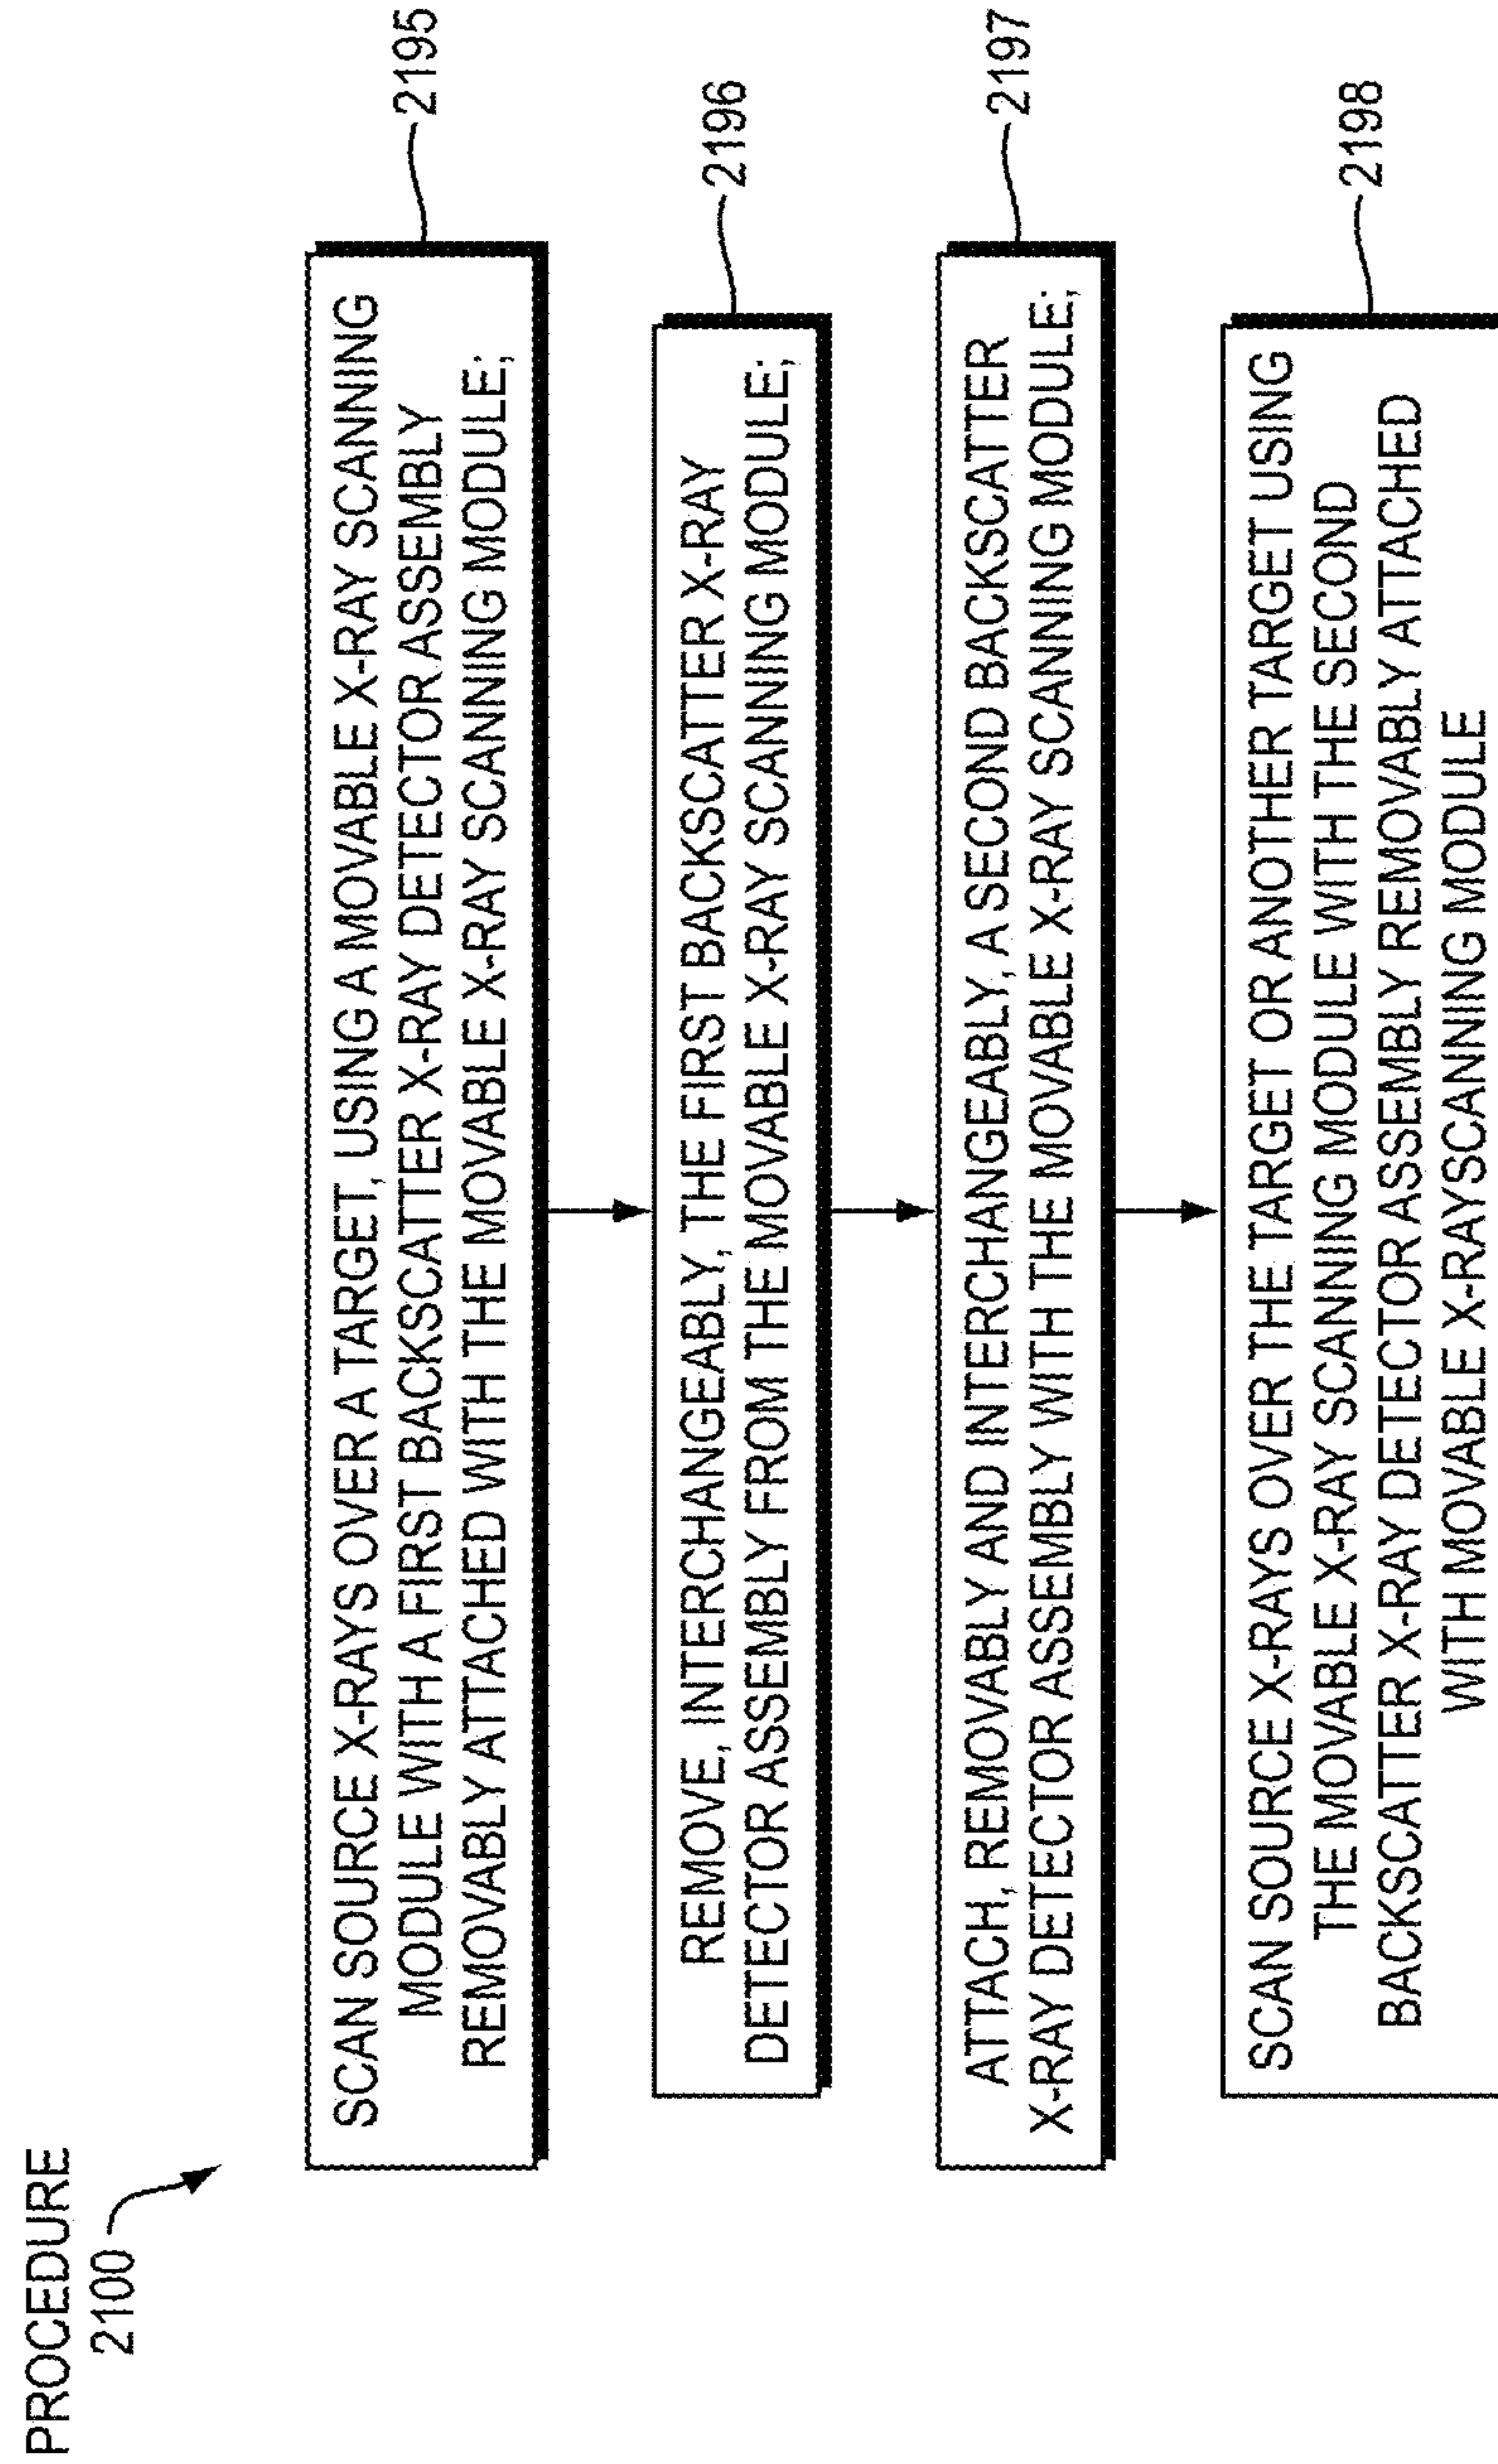 PROCEDURE
2100
SCAN SOURCE X-RAYS OVER A TARGET, USING A MOVABLE X-RAY SCANNING
MODULE WITH A FIRST BACKSCATTER X-RAY DETECTOR ASSEMBLY
REMOVABLY ATTACHED WITH THE MOVABLE X-RAY SCANNING MODULE;
2195
REMOVE, INTERCHANGEABLY, THE FIRST BACKSCATTER X-RAY
DETECTOR ASSEMBLY FROM THE MOVABLE X-RAY SCANNING MODULE;
2196
ATTACH, REMOVABLY AND INTERCHANGEABLY, A SECOND BACKSCATTER
X-RAY DETECTOR ASSEMBLY WITH THE MOVABLE X-RAY SCANNING MODULE;
2197
SCAN SOURCE X-RAYS OVER THE TARGET OR ANOTHER TARGET USING
THE MOVABLE X-RAY SCANNING MODULE WITH THE SECOND
BACKSCATTER X-RAY DETECTOR ASSEMBLY REMOVABLY ATTACHED
WITH MOVABLE X-RAYSCANNING MODULE
2198